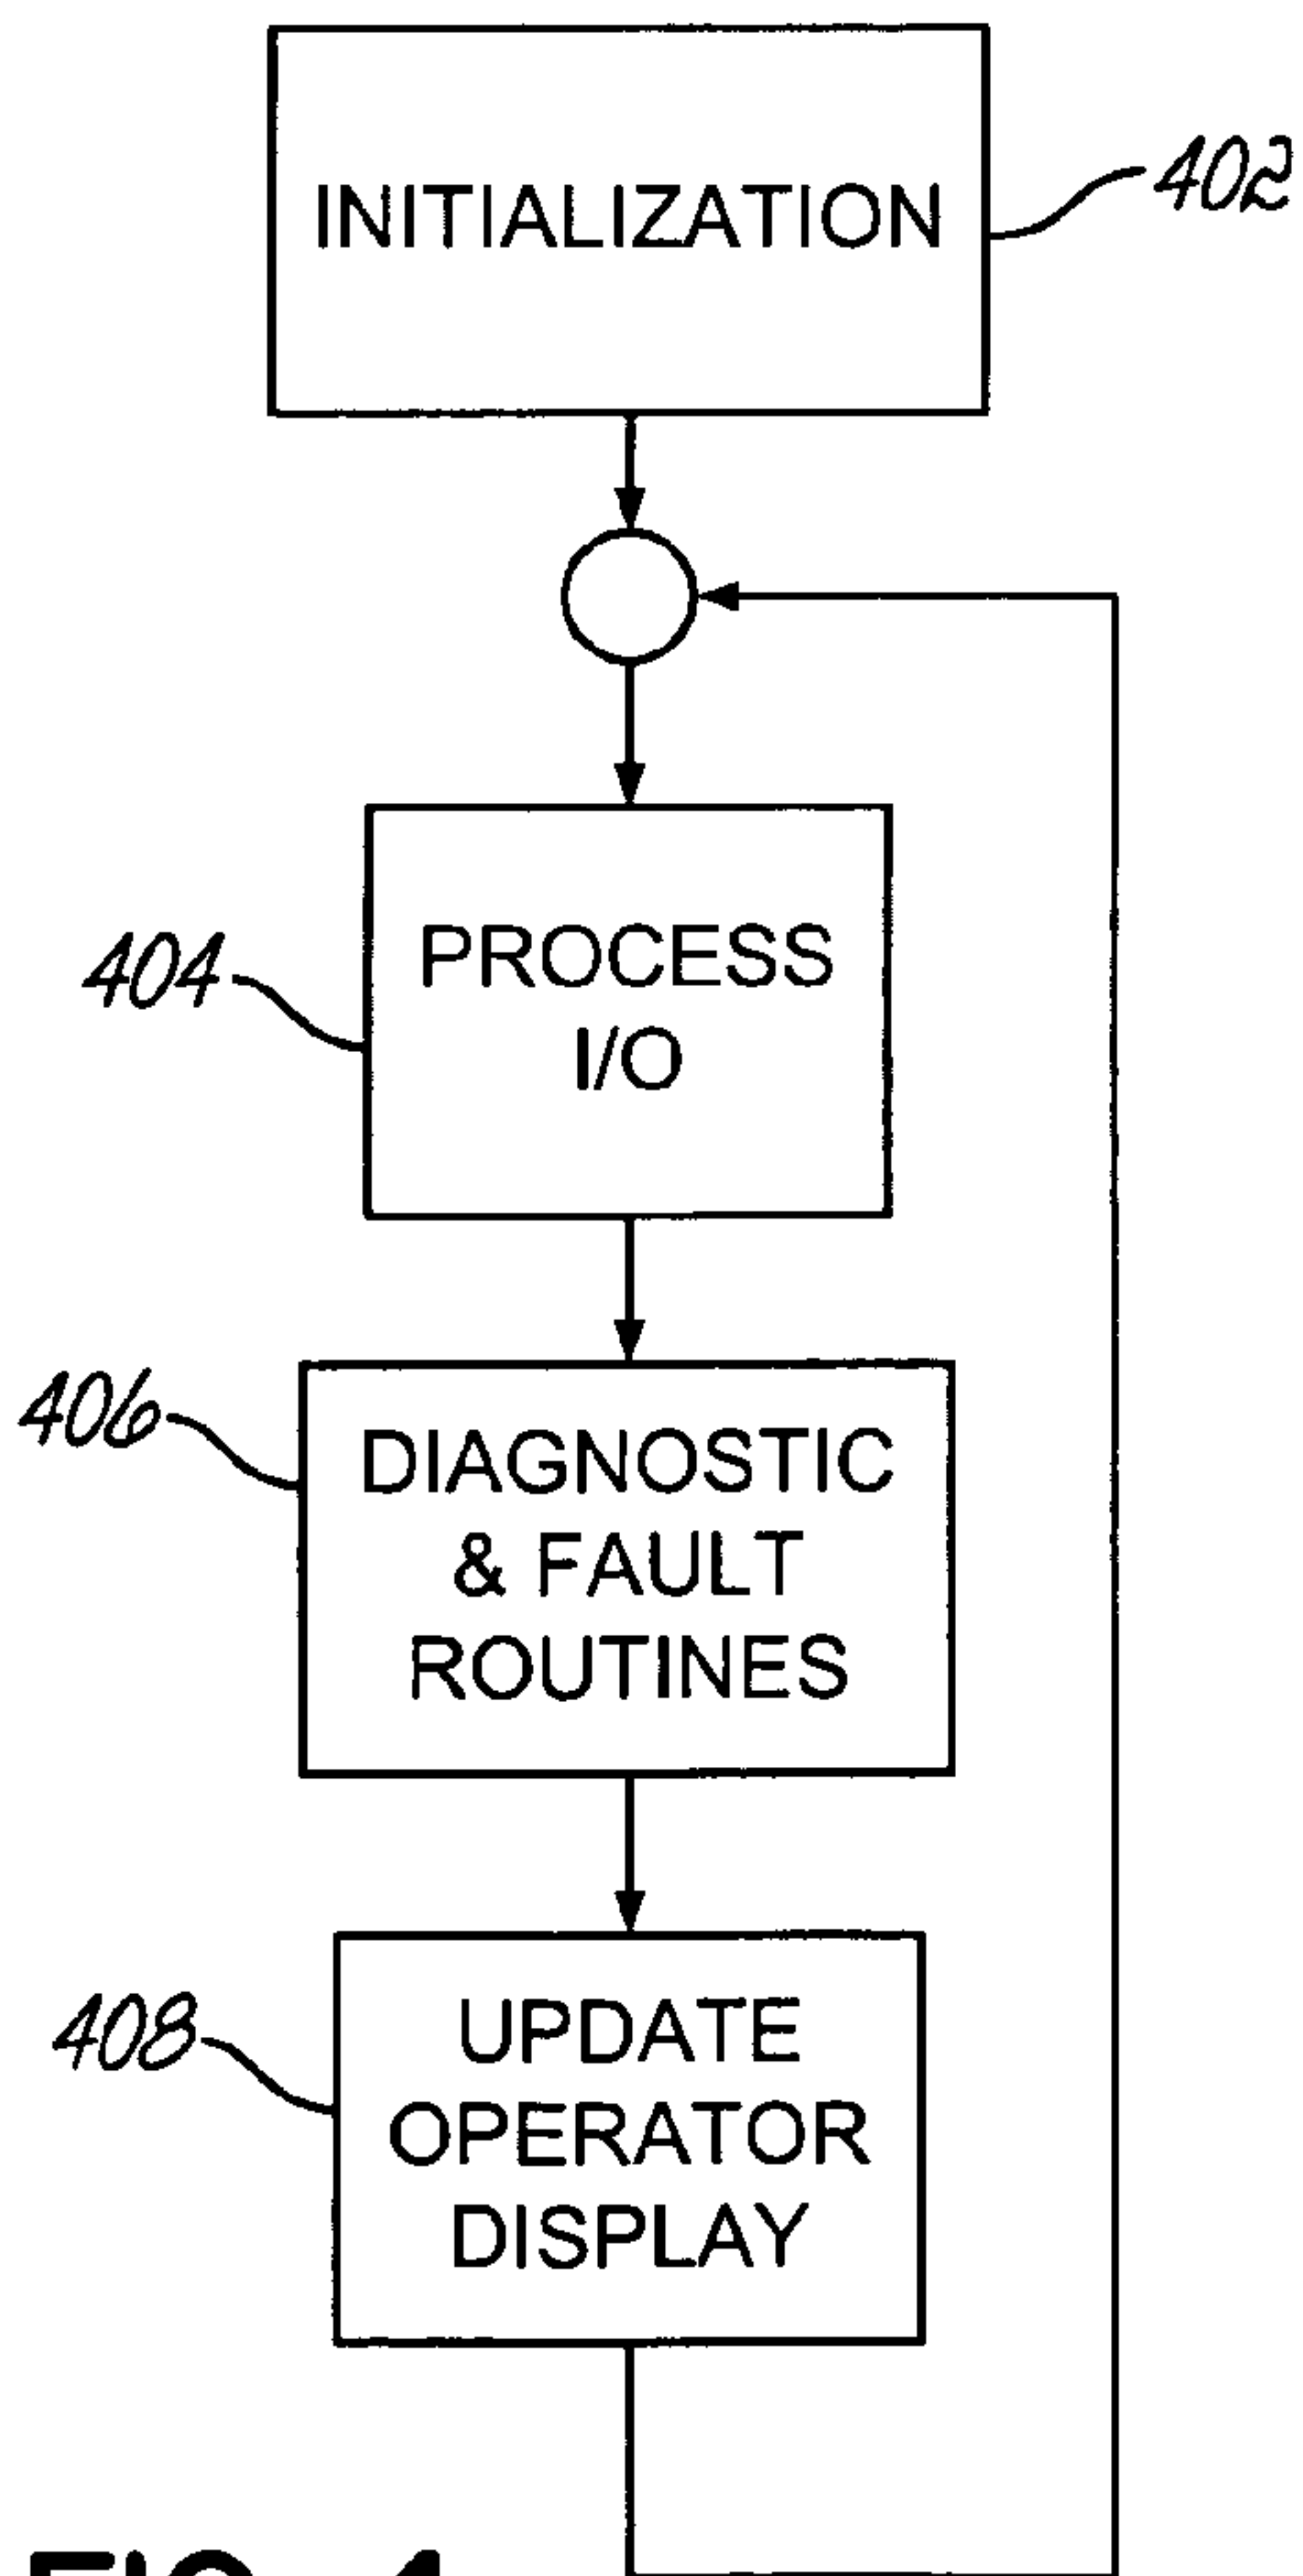 INITIALIZATION
402
PROCESS
I/O
404
DIAGNOSTIC
& FAULT
ROUTINES
406
UPDATE
OPERATOR
DISPLAY
408